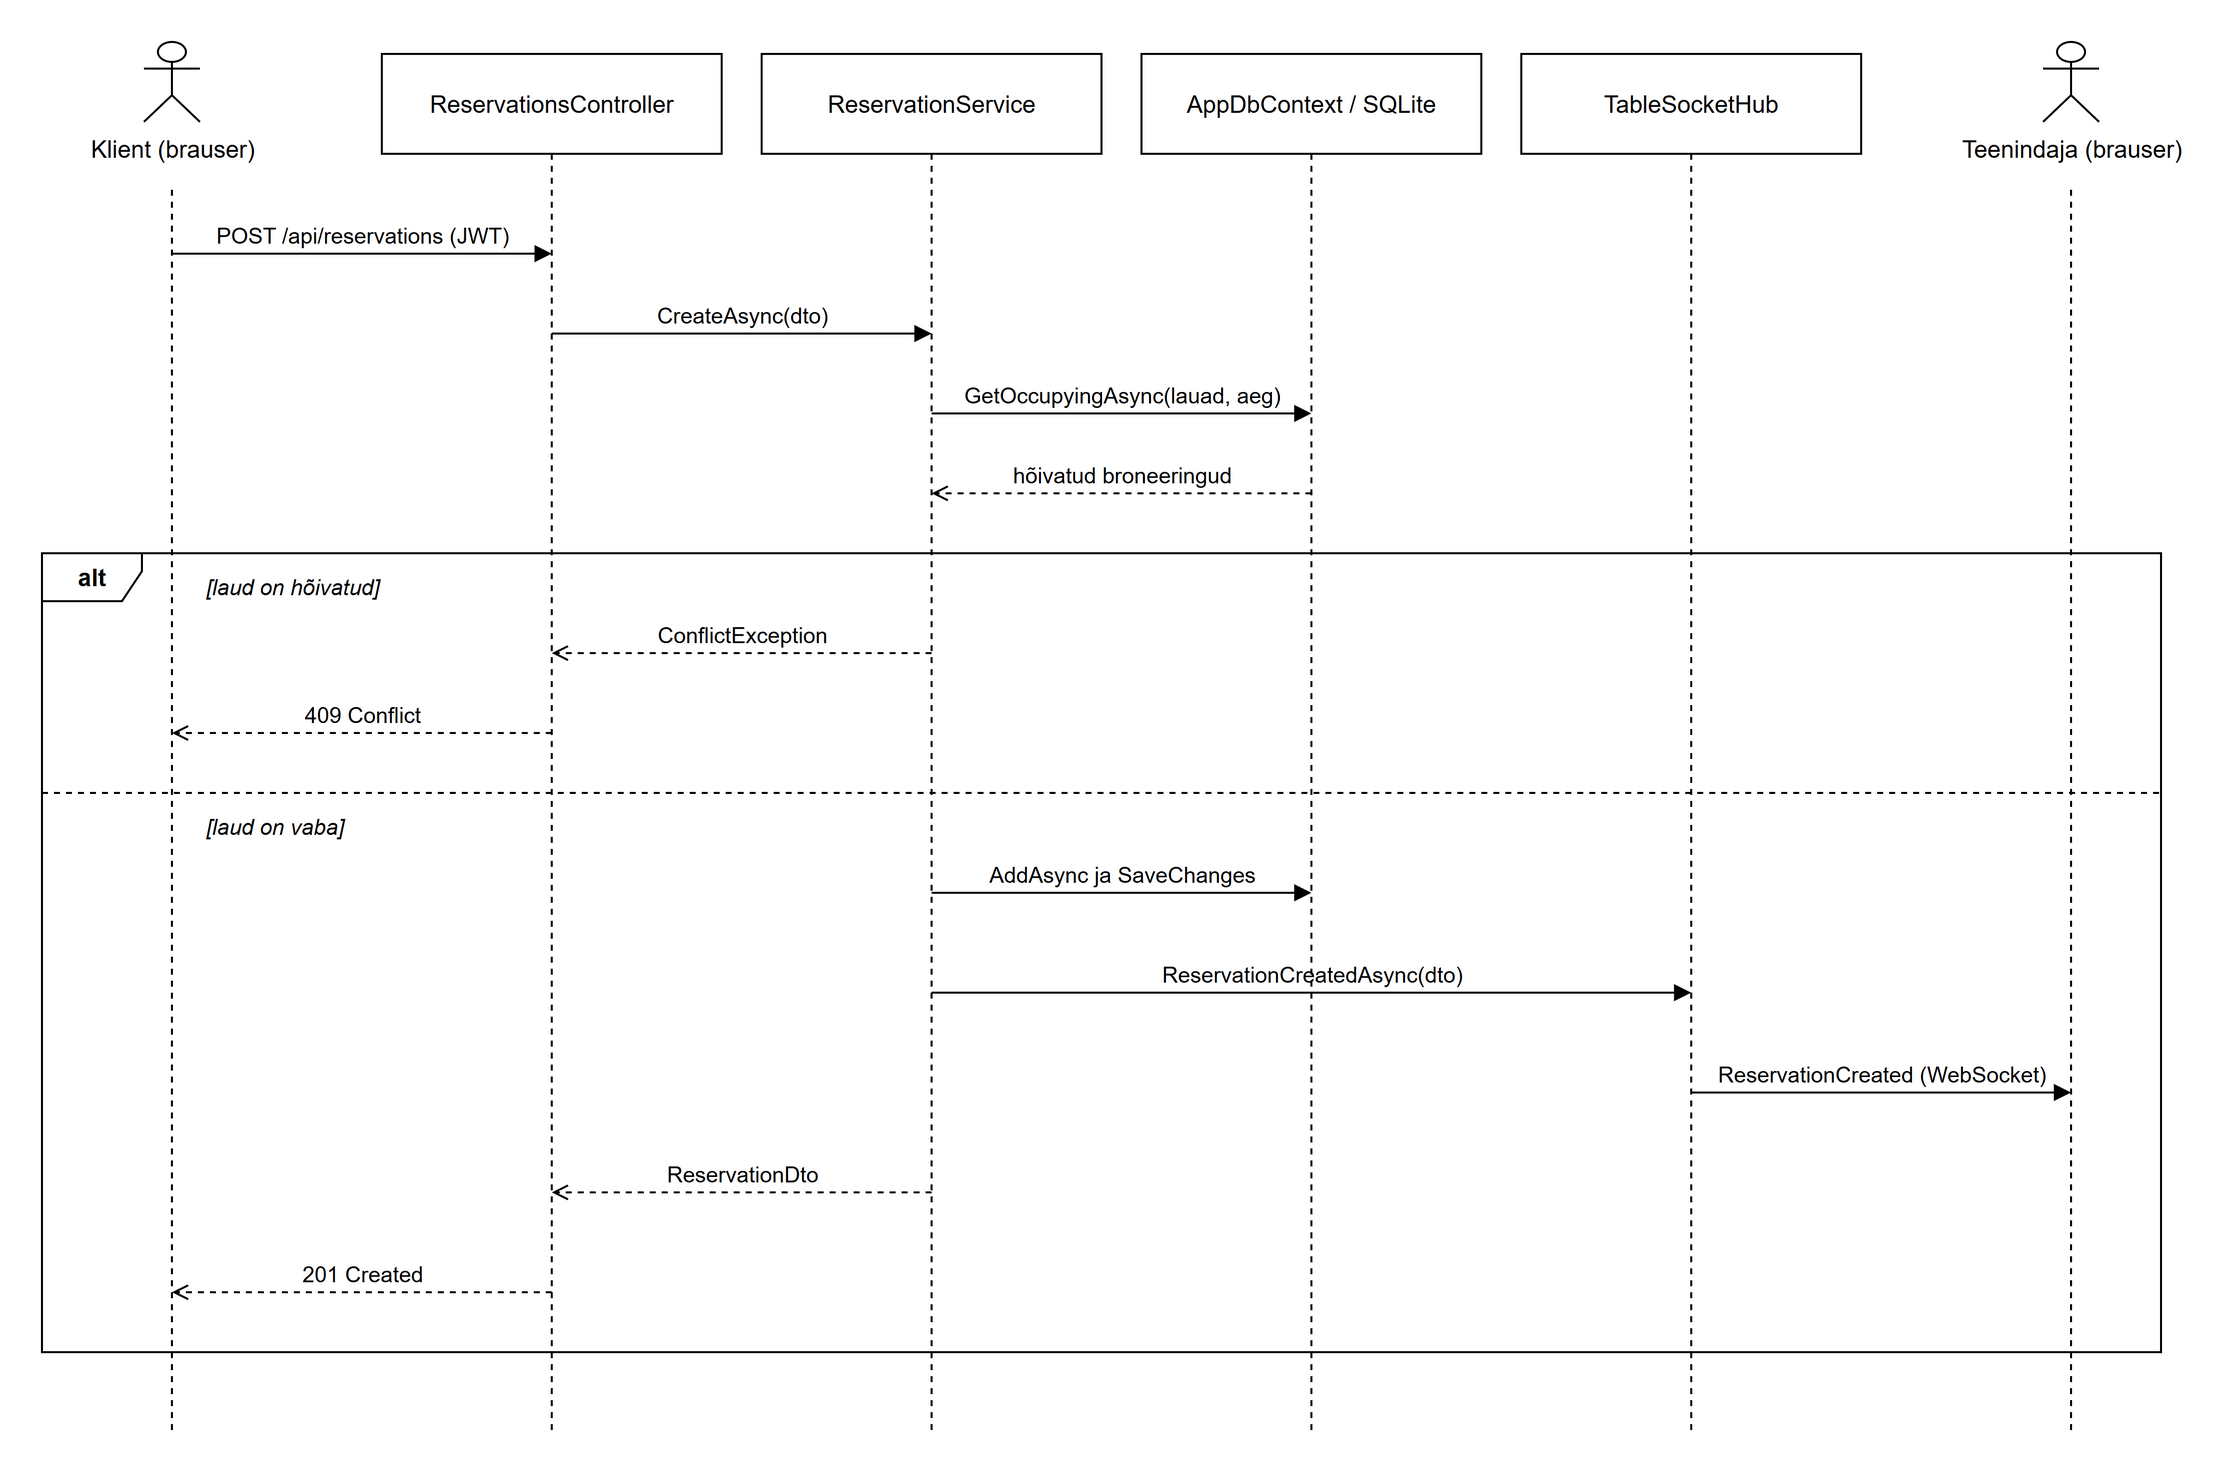 Klient (brauser)
ReservationsController
ReservationService
AppDbContext / SQLite
TableSocketHub
Teenindaja (brauser)
POST /api/reservations (JWT)
CreateAsync(dto)
GetOccupyingAsync(lauad, aeg)
hõivatud broneeringud
alt
[laud on hõivatud]
ConflictException
409 Conflict
[laud on vaba]
AddAsync ja SaveChanges
ReservationCreatedAsync(dto)
ReservationCreated (WebSocket)
ReservationDto
201 Created